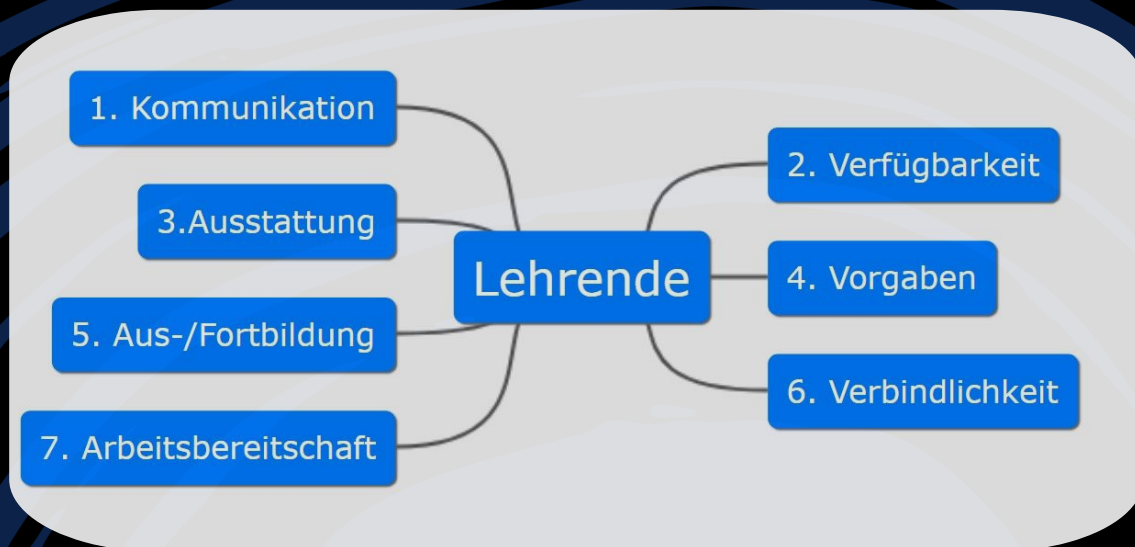 1. Kommunikation
2. Verfügbarkeit
3.Ausstattung
Lehrende
4. Vorgaben
5. Aus-/Fortbildung
6. Verbindlichkeit
7. Arbeitsbereitschaft